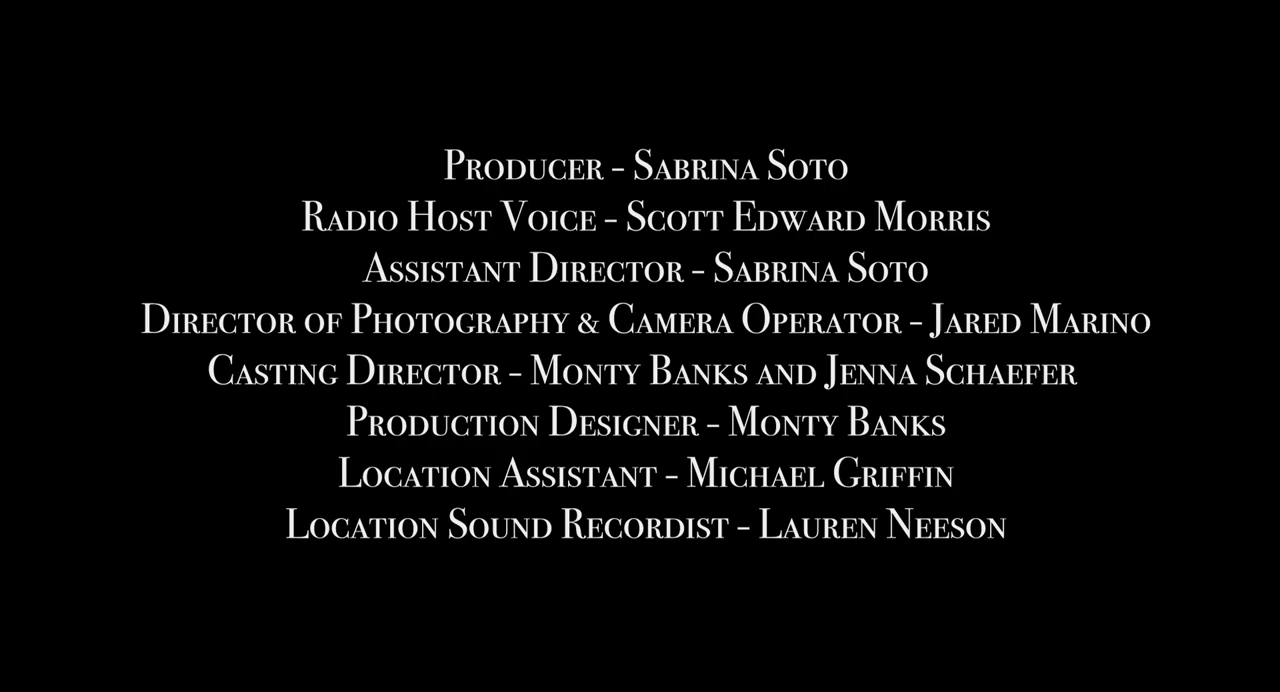 Producer - Sabrina Soto
Radio Host Voice - Scott Edward Morris
Assistant Director - Sabrina Soto
Director of Photography & Camera Operator - Jared Marino
Casting Director - Monty Banks and Jenna Schaefer
Production Designer - Monty Banks
Location Assistant - Michael Griffin
Location Sound Recordist - Lauren Neeson